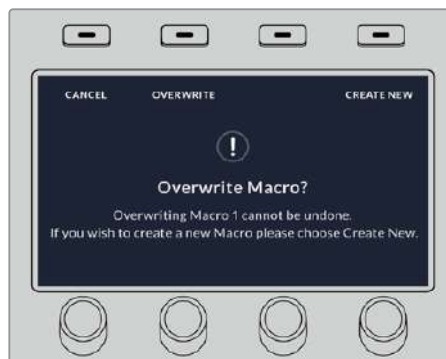 CANCEL OVERWRITE CREATE NEW
!
Overwrite Macro?
Overwriting Macro 1 cannot be undone.
If you wish to create a new Macro please choose Create New.